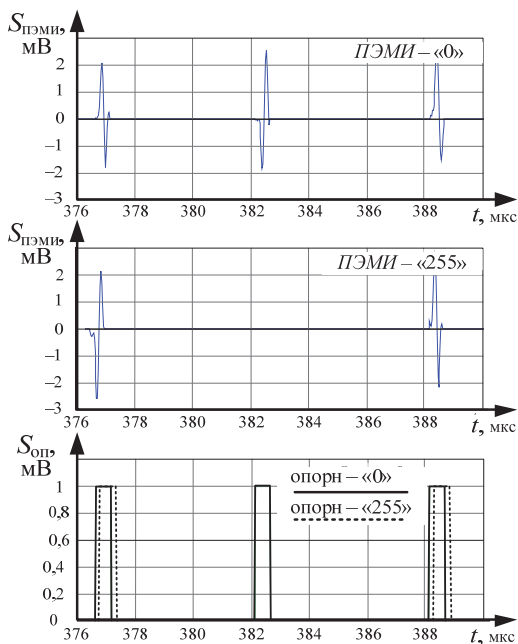 Sпэми,
мВ
ПЭМИ – «0»
2
1
0
–1
–2
–3
376 378 380 382 384 386 388 t, мкс
Sпэми,
мВ
ПЭМИ – «255»
2
1
0
–1
–2
–3
376 378 380 382 384 386 388 t, мкс
Sоп,
мВ
опорн – «0»
опорн – «255»
1
0,8
0,6
0,4
0,2
0
376 378 380 382 384 386 388 t, мкс